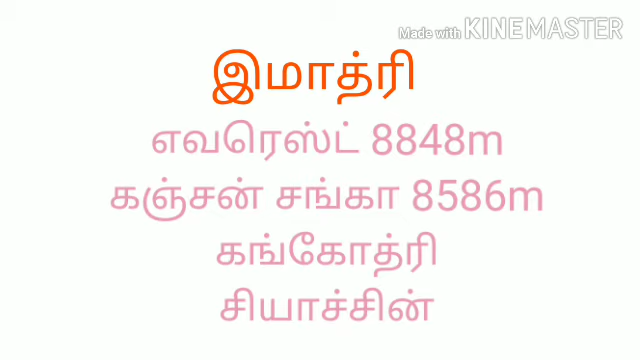 Made with KINEMASTER
இமாத்ரி
எவரெஸ்ட் 8848m
கஞ்சன் சங்கா 8586m
கங்கோத்ரி
சியாச்சின்